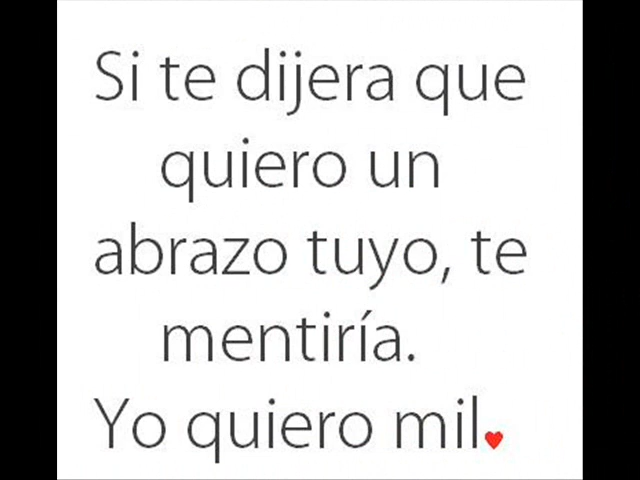 Si te dijera que
quiero un
abrazo tuyo, te
mentiría.
Yo quiero mil